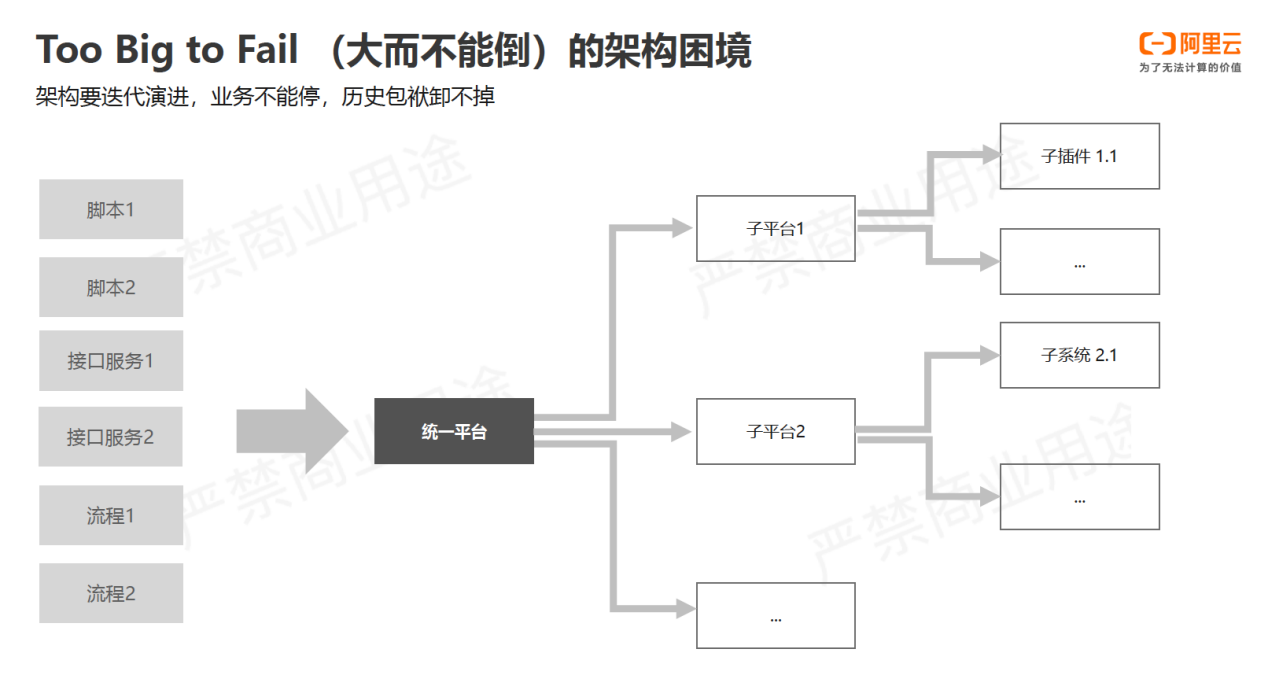 Too Big to Fail （大而不能倒）的架构困境
阿里云
为了无法计算的价值
架构要迭代演进，业务不能停，历史包袱卸不掉
脚本1
脚本2
接口服务1
接口服务2
流程1
流程2
统一平台
子平台1
子平台2
...
子插件 1.1
...
子系统 2.1
...
严禁商业用途
严禁商业用途
严禁商业用途
严禁商业用途